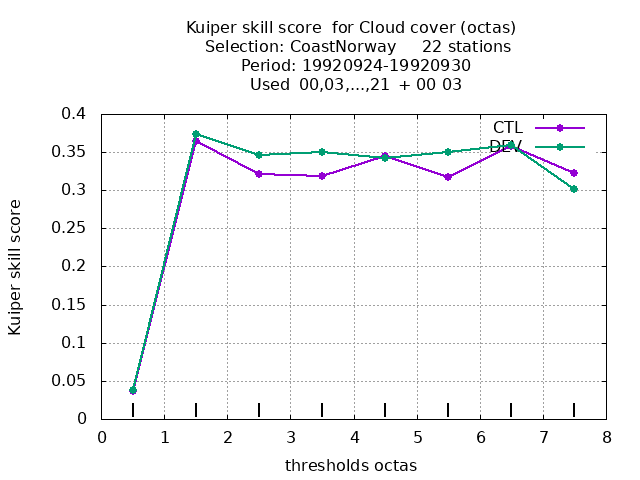 Kuiper skill score  for Cloud cover (octas)
Selection: CoastNorway     22 stations
Period: 19920924-19920930
Used  00,03,...,21  + 00 03
CTL
DEV
0.4
0.35
0.3
0.25
0.2
0.15
0.1
0.05
0
Kuiper skill score
0 1 2 3 4 5 6 7 8
thresholds octas